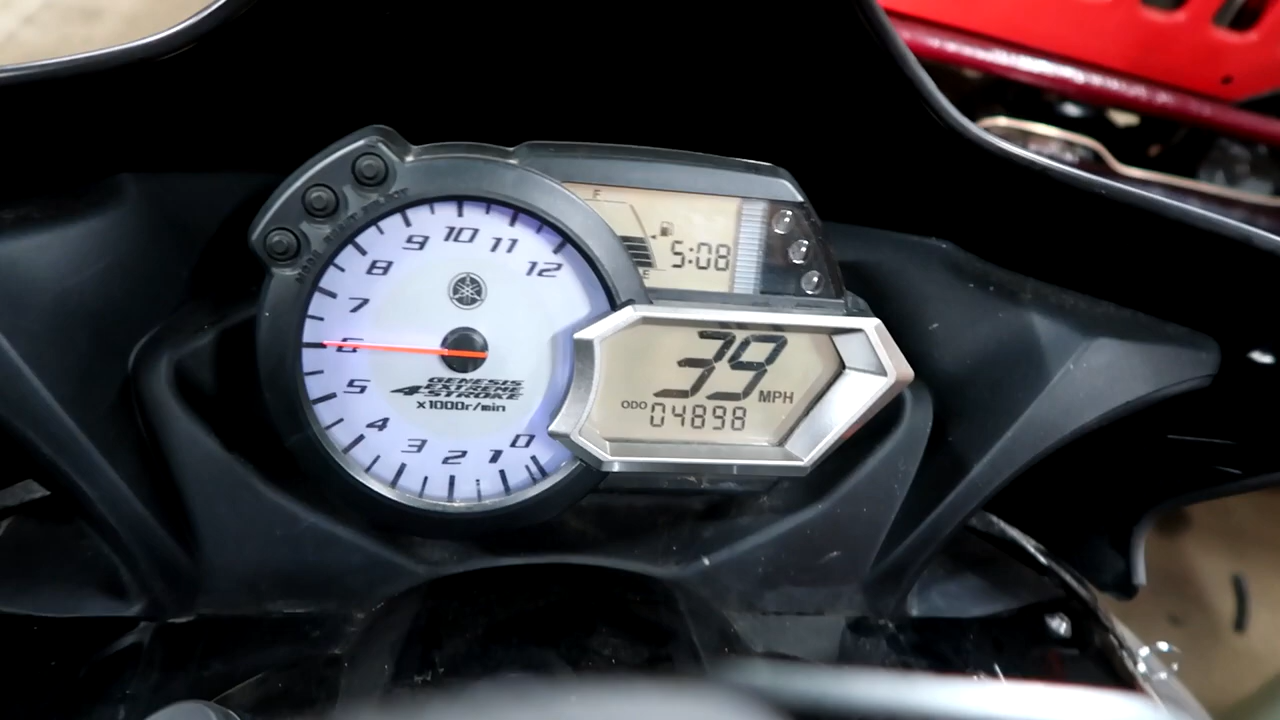 F
5:08
E
12
11
10
9
8
7
6
5
4
3
2
1
0
GENESIS
EXTREME
4-STROKE
x1000r/min
39 MPH
ODO 04898